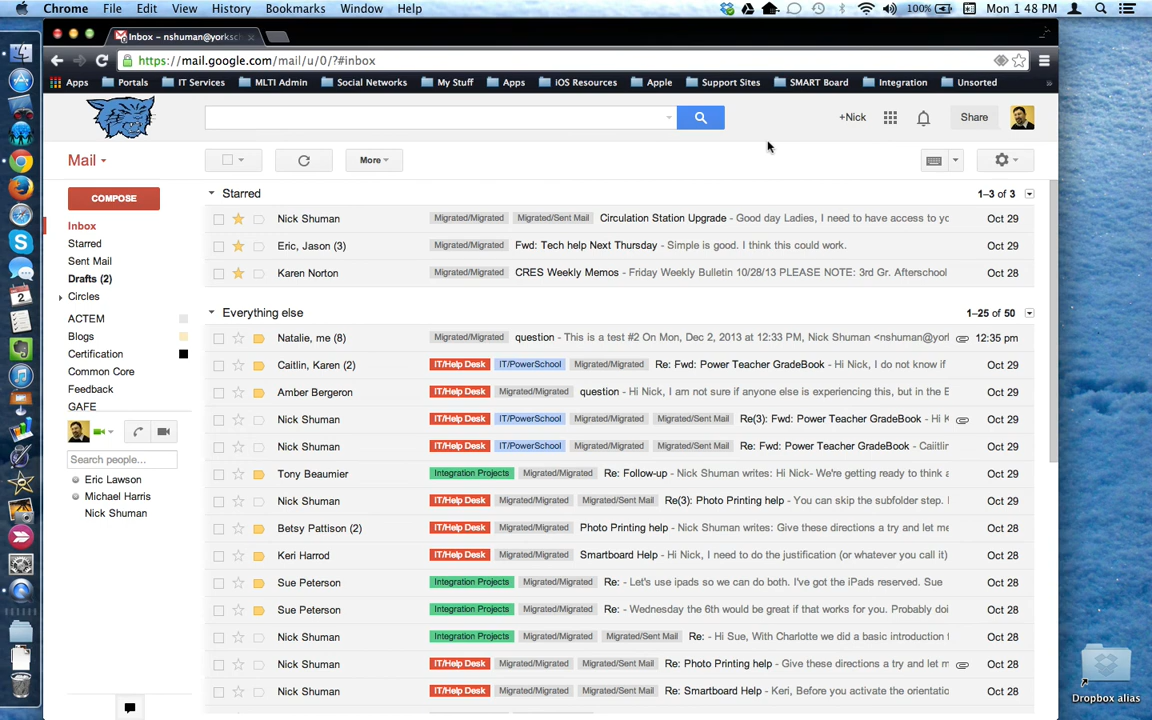 Chrome File Edit View History Bookmarks Window Help 100% Mon 1:48 PM
Inbox – nshuman@yorksch
https://mail.google.com/mail/u/0/?#inbox
Apps Portals IT Services MLTI Admin Social Networks My Stuff Apps iOS Resources Apple Support Sites SMART Board Integration Unsorted »
+Nick Share
Mail More
COMPOSE
Inbox
Starred
Sent Mail
Drafts (2)
Circles
ACTEM
Blogs
Certification
Common Core
Feedback
GAFE
Search people...
Eric Lawson
Michael Harris
Nick Shuman
Starred 1–3 of 3
Nick Shuman Migrated/Migrated Migrated/Sent Mail Circulation Station Upgrade - Good day Ladies, I need to have access to yo Oct 29
Eric, Jason (3) Migrated/Migrated Fwd: Tech help Next Thursday - Simple is good. I think this could work. Oct 29
Karen Norton Migrated/Migrated CRES Weekly Memos - Friday Weekly Bulletin 10/28/13 PLEASE NOTE: 3rd Gr. Afterschool Oct 28
Everything else 1–25 of 50
Natalie, me (8) Migrated/Migrated question - This is a test #2 On Mon, Dec 2, 2013 at 12:33 PM, Nick Shuman <nshuman@yorl 12:35 pm
Caitlin, Karen (2) IT/Help Desk IT/PowerSchool Migrated/Migrated Re: Fwd: Power Teacher GradeBook - Hi Nick, I do not know if Oct 29
Amber Bergeron IT/Help Desk Migrated/Migrated question - Hi Nick, I am not sure if anyone else is experiencing this, but in the E Oct 29
Nick Shuman IT/Help Desk IT/PowerSchool Migrated/Migrated Migrated/Sent Mail Re(3): Fwd: Power Teacher GradeBook - Hi K Oct 29
Nick Shuman IT/Help Desk IT/PowerSchool Migrated/Migrated Migrated/Sent Mail Re: Fwd: Power Teacher GradeBook - Caiitlin Oct 29
Tony Beaumier Integration Projects Migrated/Migrated Re: Follow-up - Nick Shuman writes: Hi Nick- We're getting ready to think a Oct 29
Nick Shuman IT/Help Desk Migrated/Migrated Migrated/Sent Mail Re(3): Photo Printing help - You can skip the subfolder step. Oct 29
Betsy Pattison (2) IT/Help Desk Migrated/Migrated Photo Printing help - Nick Shuman writes: Give these directions a try and let me Oct 28
Keri Harrod IT/Help Desk Migrated/Migrated Smartboard Help - Hi Nick, I need to do the justification (or whatever you call it) Oct 28
Sue Peterson Integration Projects Migrated/Migrated Re: - Let's use ipads so we can do both. I've got the iPads reserved. Sue Oct 28
Sue Peterson Integration Projects Migrated/Migrated Re: - Wednesday the 6th would be great if that works for you. Probably doi Oct 28
Nick Shuman Integration Projects Migrated/Migrated Migrated/Sent Mail Re: - Hi Sue, With Charlotte we did a basic introduction Oct 28
Nick Shuman IT/Help Desk Migrated/Migrated Migrated/Sent Mail Re: Photo Printing help - Give these directions a try and let m Oct 28
Nick Shuman IT/Help Desk Migrated/Migrated Migrated/Sent Mail Re: Smartboard Help - Keri, Before you activate the orientatio Oct 28
Dropbox alias